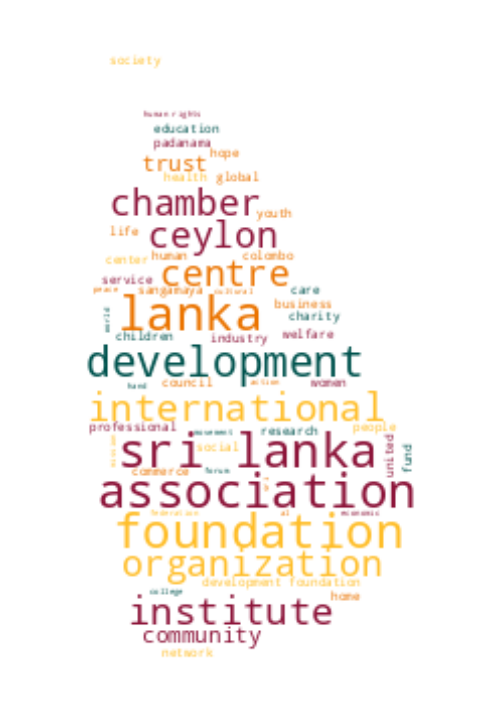 society
human rights
education
padanama
hope
trust
health global
chamber
youth
life ceylon
center human colombo
service centre
peace sangamaya cultural care
business
world lanka charity
children industry welfare
development
hand council action women
international
professional movement research people
social
sri lanka united fund
commerce forum
association
federation al economic
foundation
organization
development foundation
college home
institute
community
network